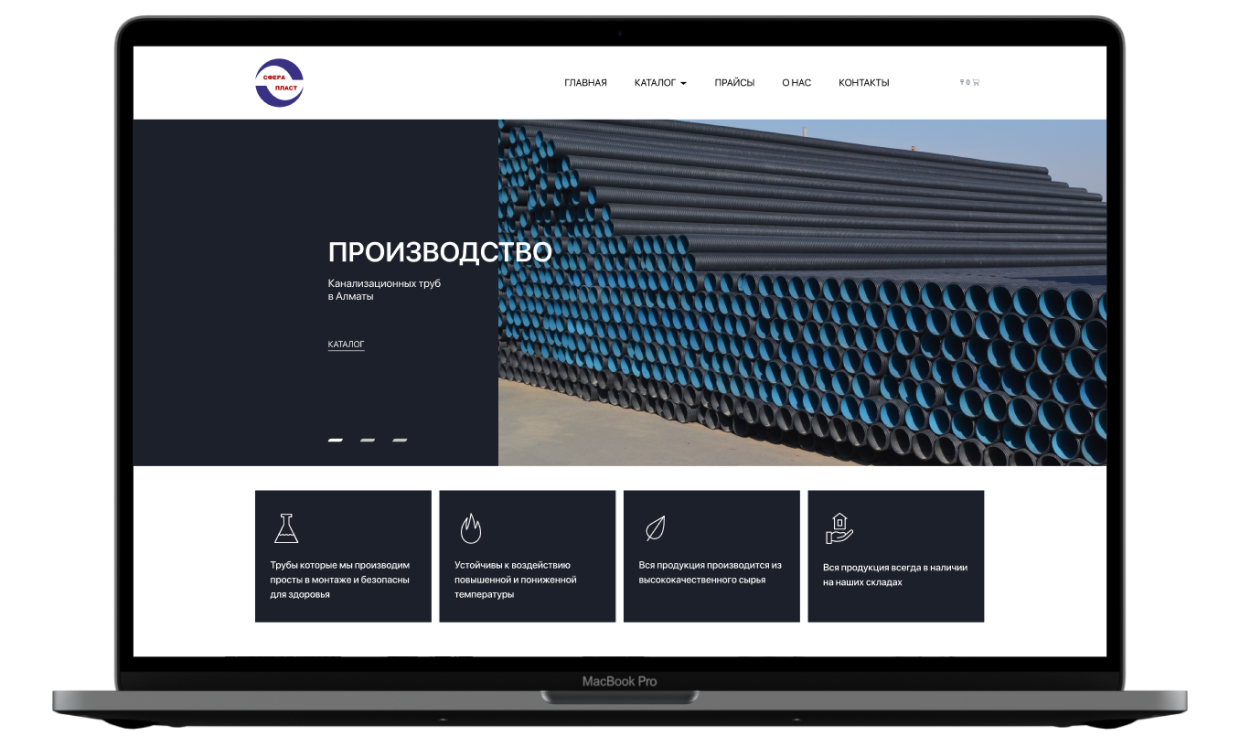 СФЕРА
ПЛАСТ
ГЛАВНАЯ КАТАЛОГ ПРАЙСЫ О НАС КОНТАКТЫ ₸ 0
ПРОИЗВОДСТВО
Канализационных труб
в Алматы
КАТАЛОГ
Трубы которые мы производим
просты в монтаже и безопасны
для здоровья
Устойчивы к воздействию
повышенной и пониженной
температуры
Вся продукция производится из
высококачественного сырья
Вся продукция всегда в наличии
на наших складах
MacBook Pro